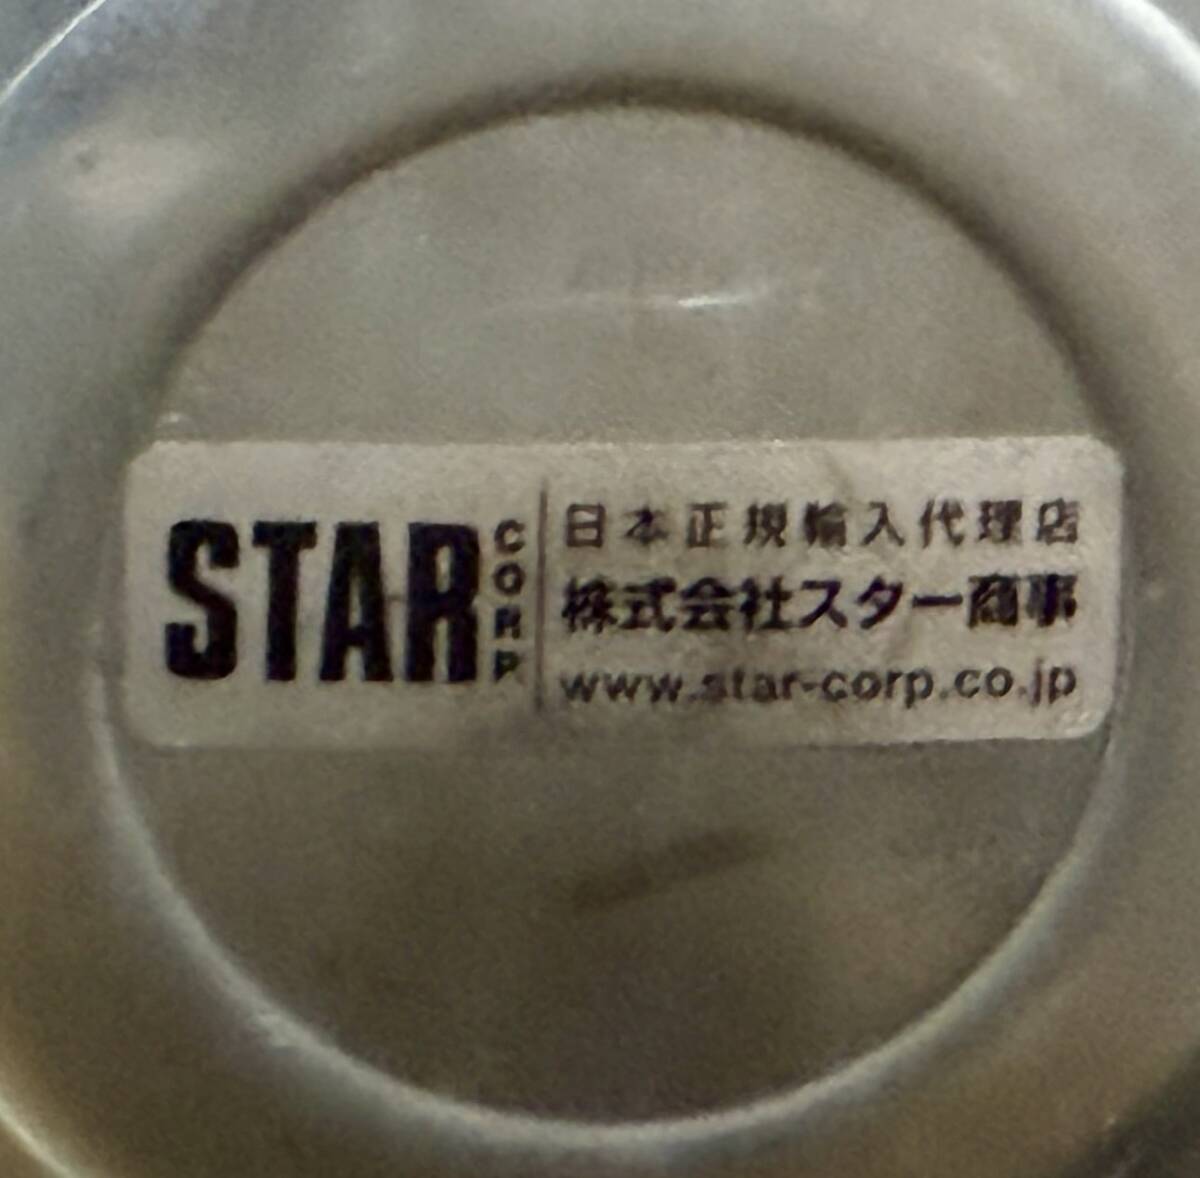 STAR CORP
日本正規輸入代理店
株式会社スター商事
www.star-corp.co.jp